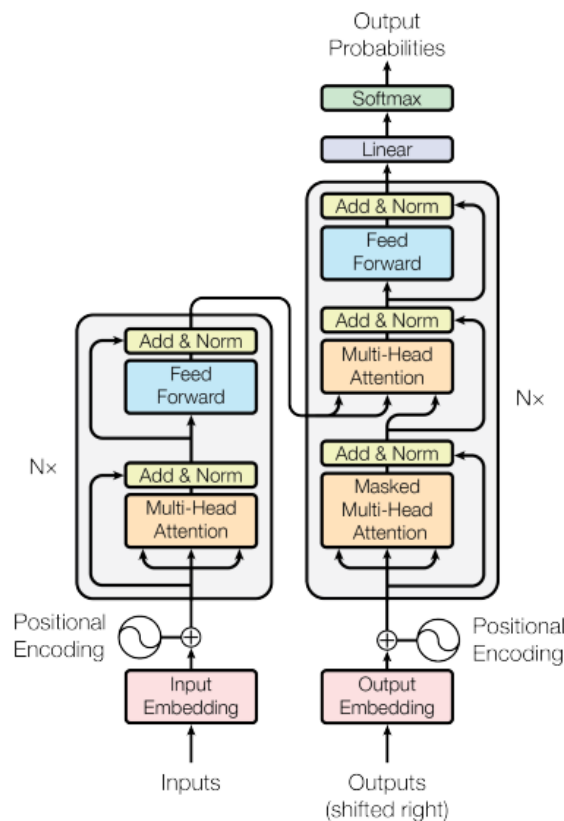 Output
Probabilities
Softmax
Linear
Add & Norm
Feed
Forward
Add & Norm
Multi-Head
Attention
Add & Norm
Masked
Multi-Head
Attention
N×
Add & Norm
Feed
Forward
Add & Norm
Multi-Head
Attention
N×
Positional
Encoding
Positional
Encoding
Input
Embedding
Output
Embedding
Inputs
Outputs
(shifted right)